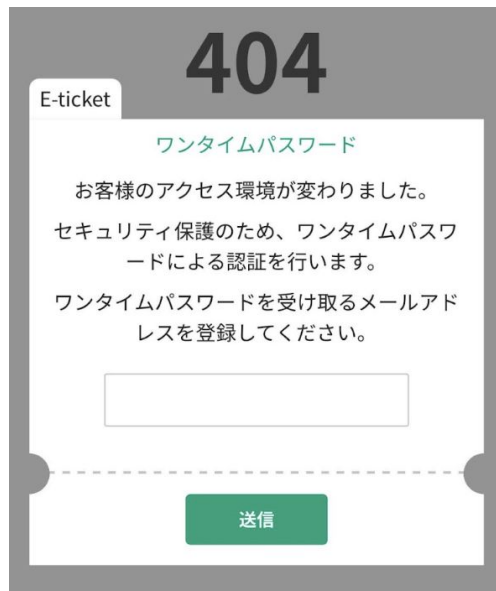 404
E-ticket
ワンタイムパスワード
お客様のアクセス環境が変わりました。
セキュリティ保護のため、ワンタイムパスワ
ードによる認証を行います。
ワンタイムパスワードを受け取るメールアド
レスを登録してください。
送信